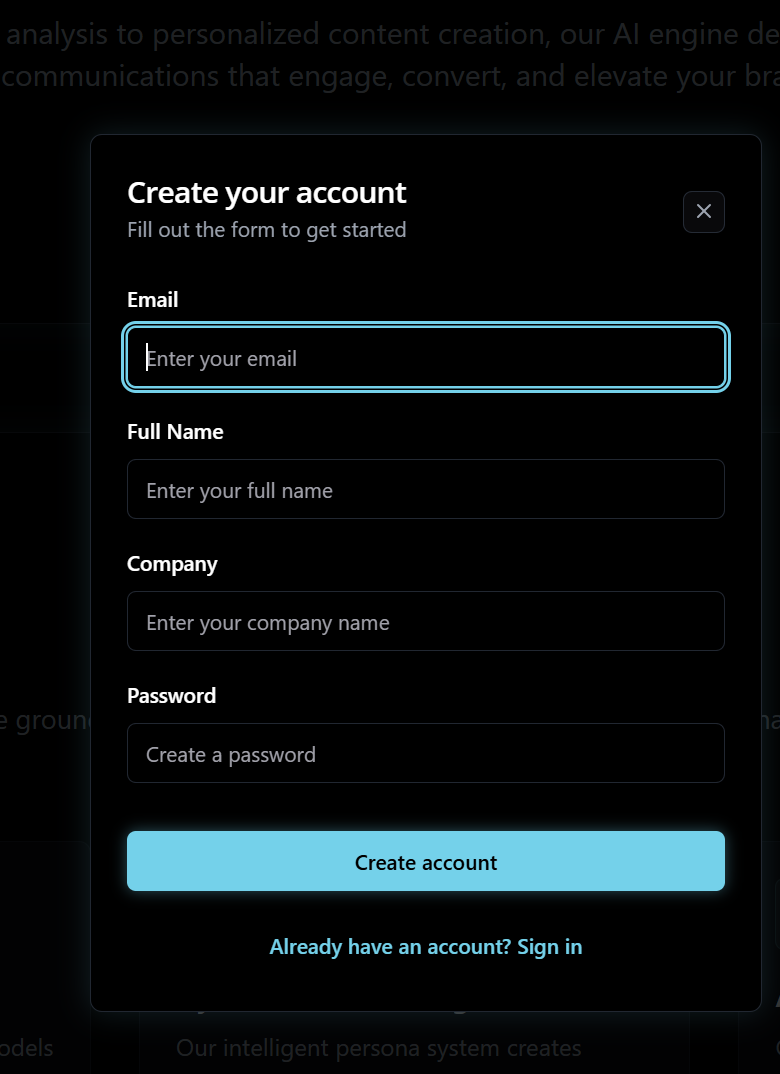 analysis to personalized content creation, our AI engine de
communications that engage, convert, and elevate your bra
Create your account
Fill out the form to get started
Email
Enter your email
Full Name
Enter your full name
Company
Enter your company name
Password
e ground
Create a password
Create account
Already have an account? Sign in
odels
Our intelligent persona system creates